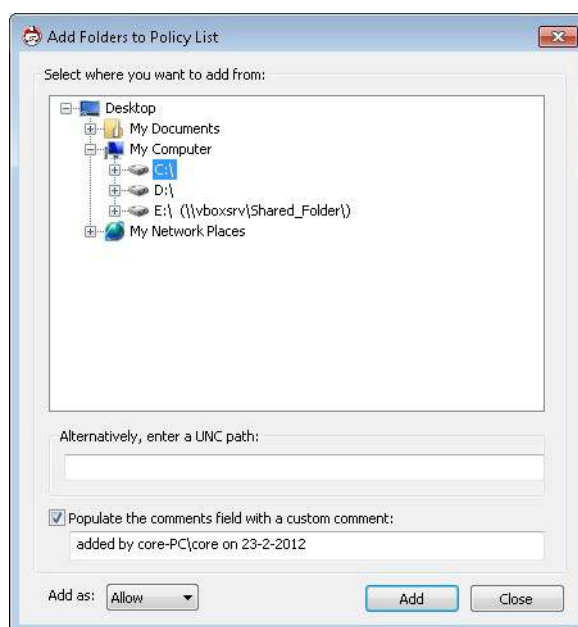 Add Folders to Policy List
Select where you want to add from:
Desktop
My Documents
My Computer
C:\
D:\
E:\ (\\vboxsrv\Shared_Folder\)
My Network Places
Alternatively, enter a UNC path:
Populate the comments field with a custom comment:
added by core-PC\core on 23-2-2012
Add as: Allow Add Close